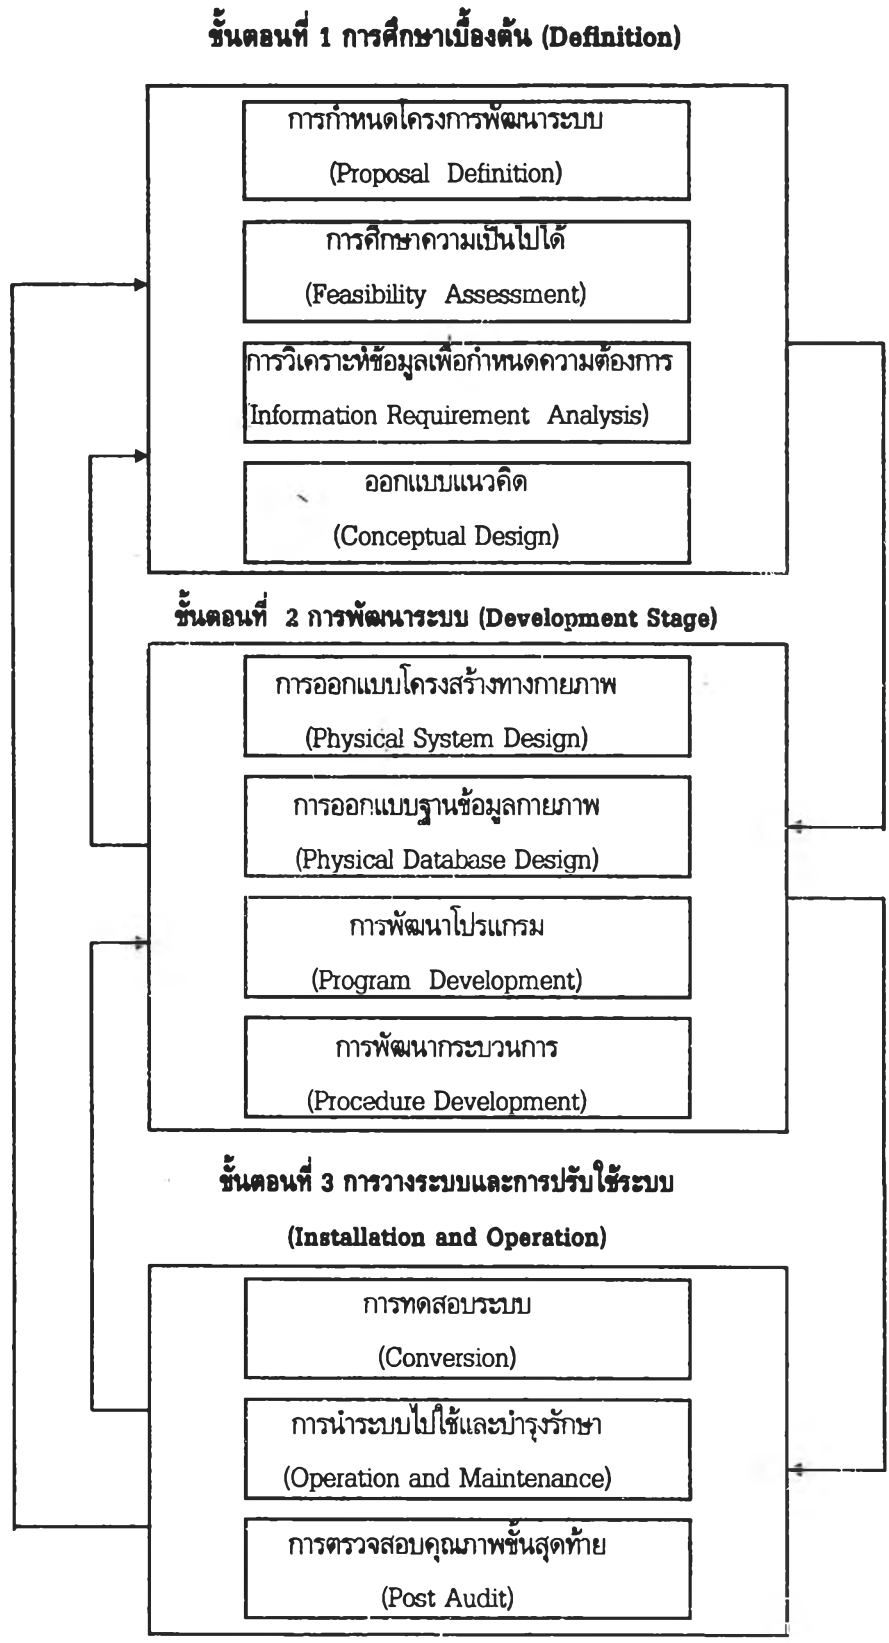 ขั้นตอนที่ 1 การศึกษาเบื้องต้น (Definition)
การกำหนดโครงการพัฒนาระบบ
(Proposal Definition)
การศึกษาความเป็นไปได้
(Feasibility Assessment)
การวิเคราะห์ข้อมูลเพื่อกำหนดความต้องการ
(Information Requirement Analysis)
ออกแบบแนวคิด
(Conceptual Design)
ขั้นตอนที่ 2 การพัฒนาระบบ (Development Stage)
การออกแบบโครงสร้างทางกายภาพ
(Physical System Design)
การออกแบบฐานข้อมูลกายภาพ
(Physical Database Design)
การพัฒนาโปรแกรม
(Program Development)
การพัฒนากระบวนการ
(Procedure Development)
ขั้นตอนที่ 3 การวางระบบและการปรับใช้ระบบ
(Installation and Operation)
การทดสอบระบบ
(Conversion)
การนำระบบไปใช้และบำรุงรักษา
(Operation and Maintenance)
การตรวจสอบคุณภาพขั้นสุดท้าย
(Post Audit)